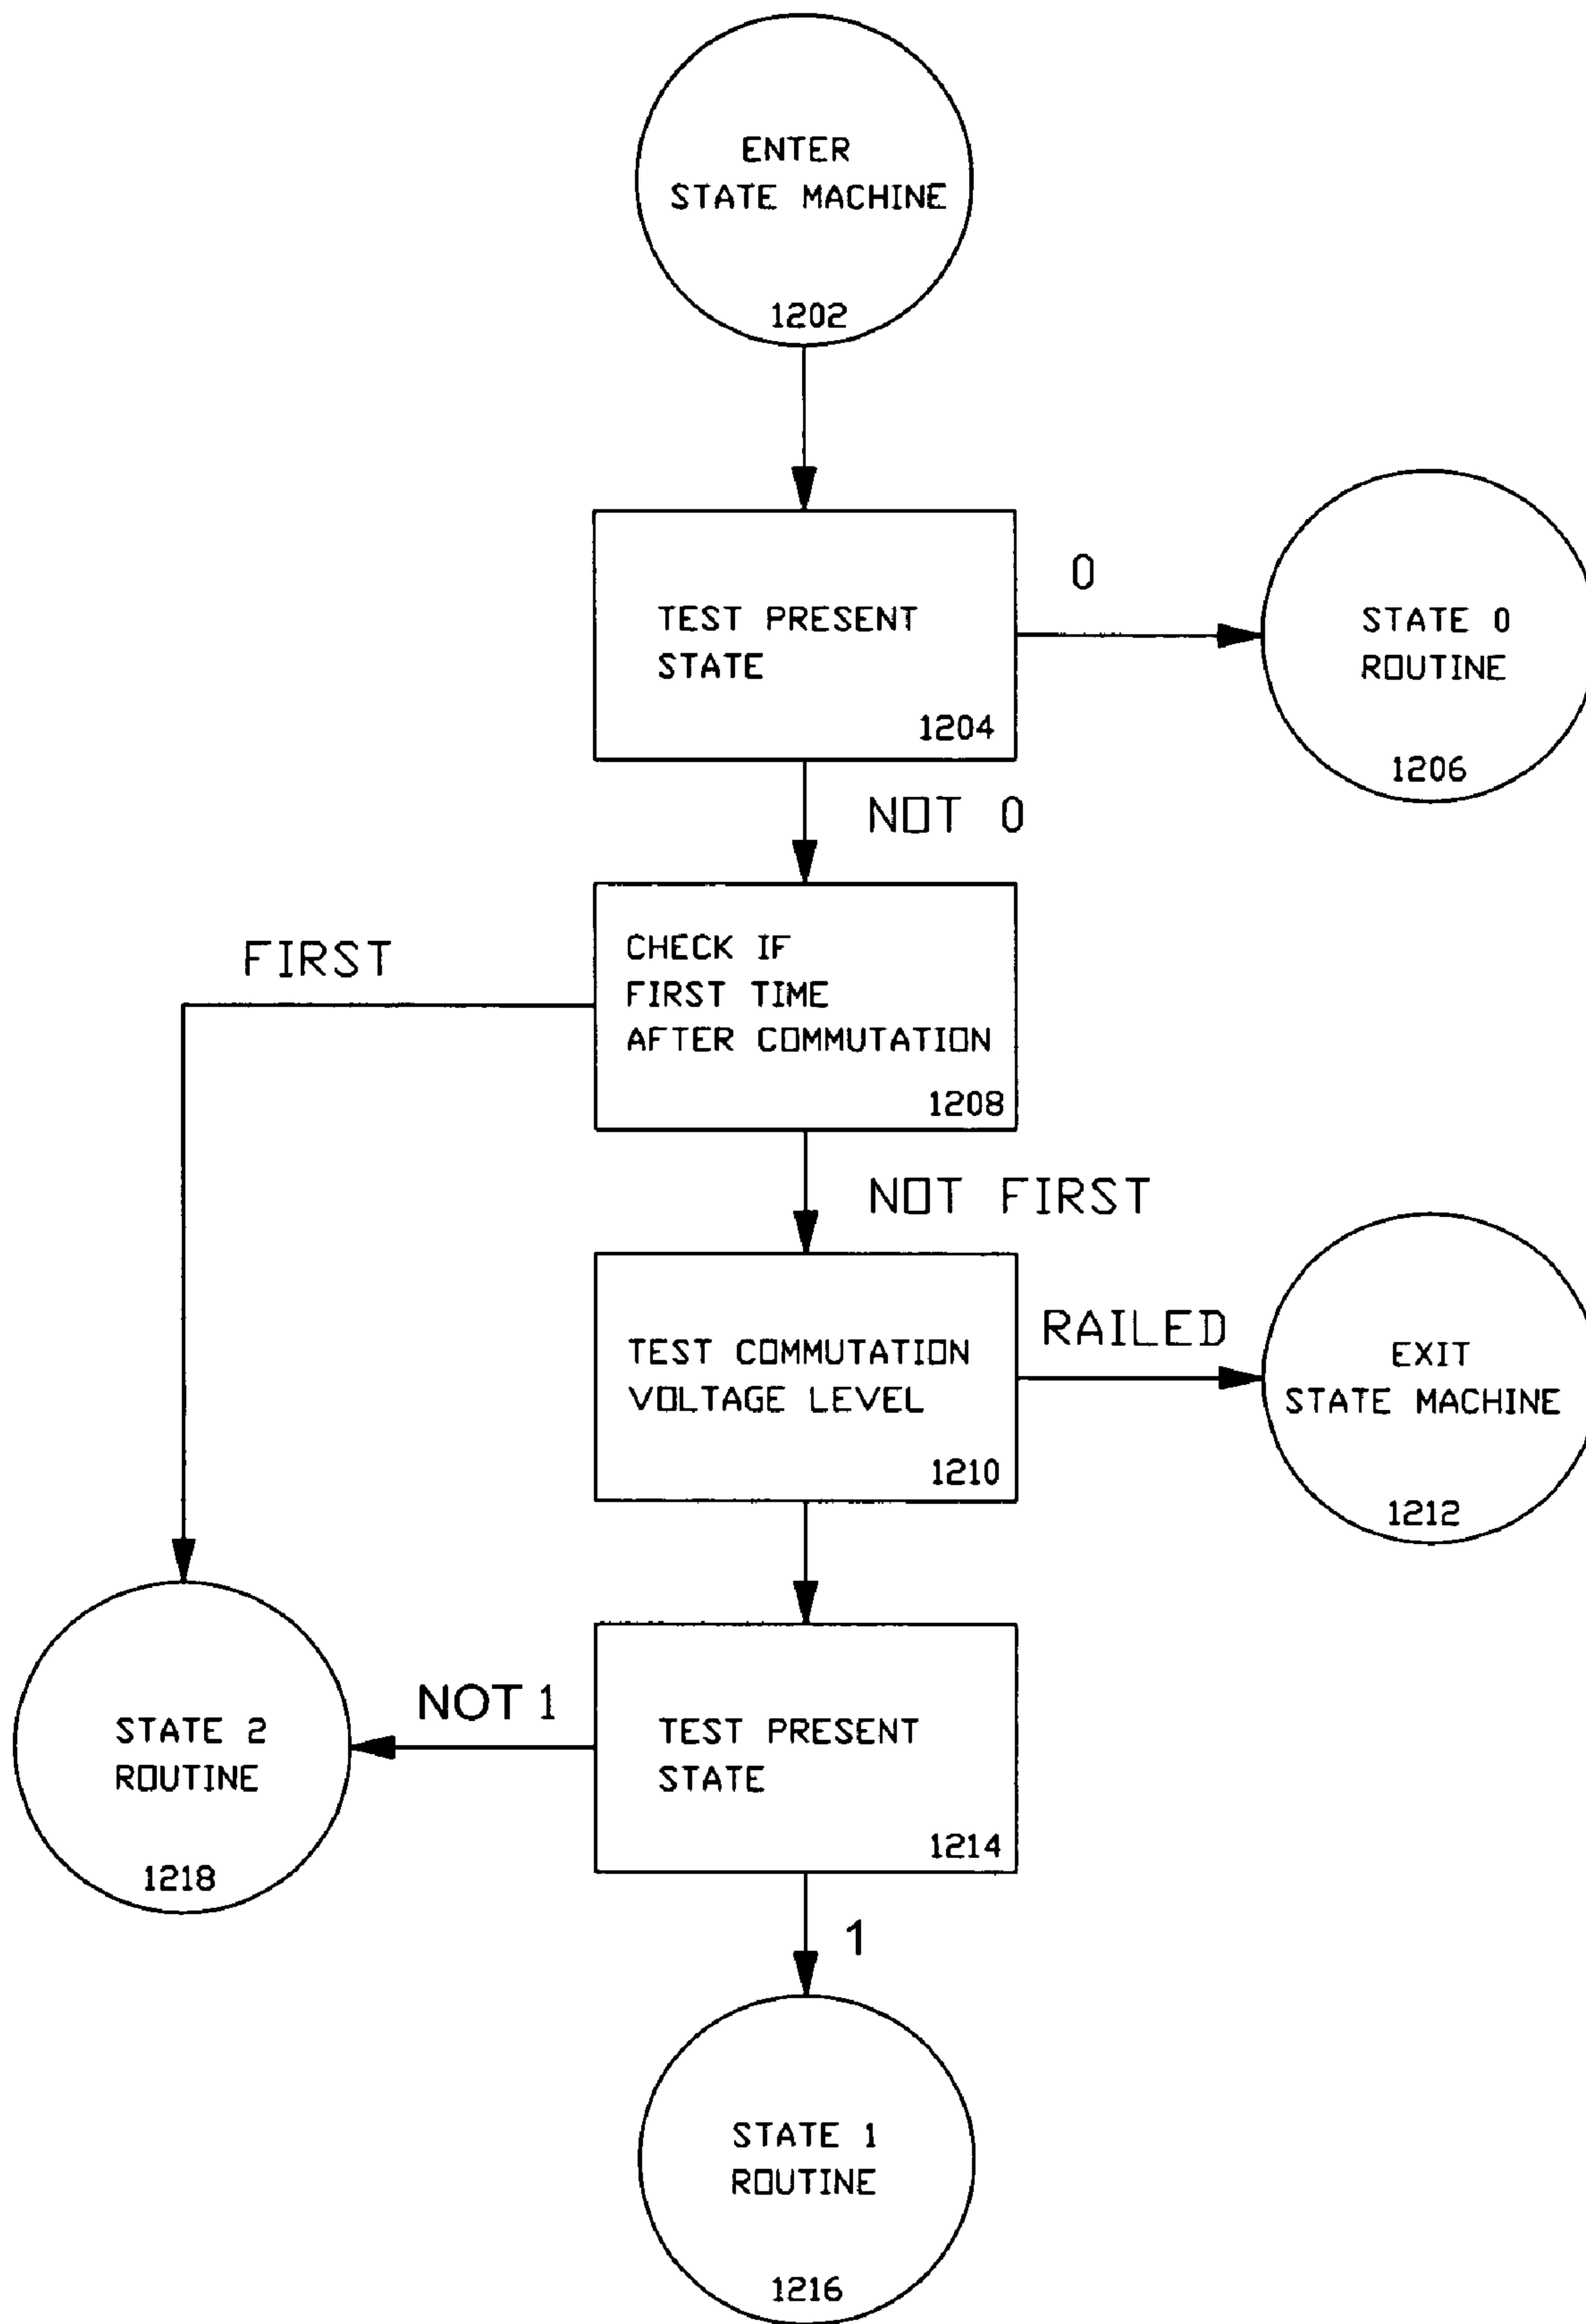 ENTER
STATE MACHINE
1202
TEST PRESENT
STATE
1204
0
STATE 0
ROUTINE
1206
NOT 0
FIRST
CHECK IF
FIRST TIME
AFTER COMMUTATION
1208
NOT FIRST
TEST COMMUTATION
VOLTAGE LEVEL
1210
RAILED
EXIT
STATE MACHINE
1212
STATE 2
ROUTINE
1218
NOT 1
TEST PRESENT
STATE
1214
1
STATE 1
ROUTINE
1216